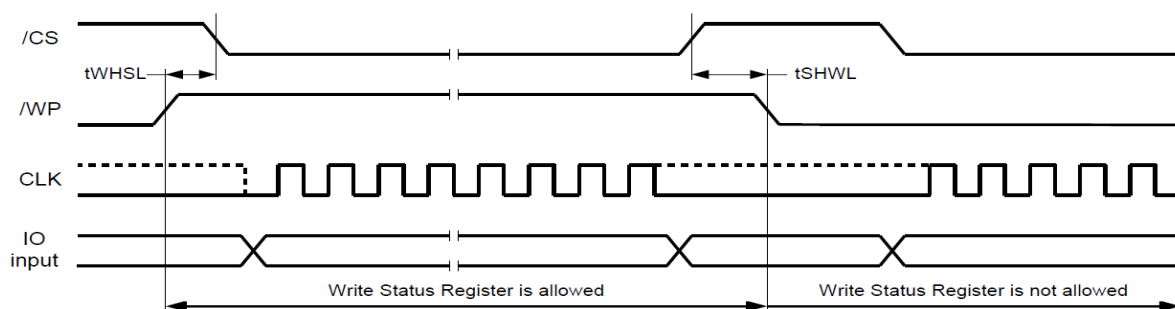 /CS
tWHSL
tSHWL
/WP
CLK
IO
input
Write Status Register is allowed
Write Status Register is not allowed